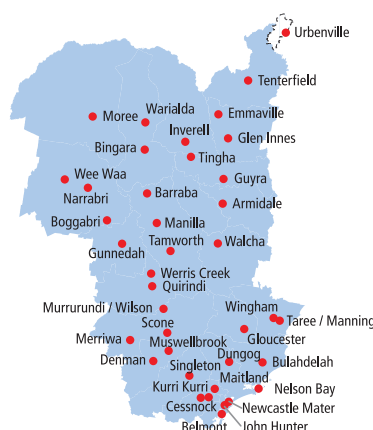 Urbenville
Tenterfield
Warialda
Emmaville
Moree
Inverell
Glen Innes
Bingara
Tingha
Wee Waa
Guyra
Narrabri
Barraba
Armidale
Boggabri
Manilla
Tamworth
Walcha
Gunnedah
Werris Creek
Quirindi
Murrurundi / Wilson
Wingham
Taree / Manning
Scone
Gloucester
Merriwa
Muswellbrook
Dungog
Denman
Bulahdelah
Singleton
Maitland
Kurri Kurri
Nelson Bay
Cessnock
Newcastle Mater
Belmont
John Hunter